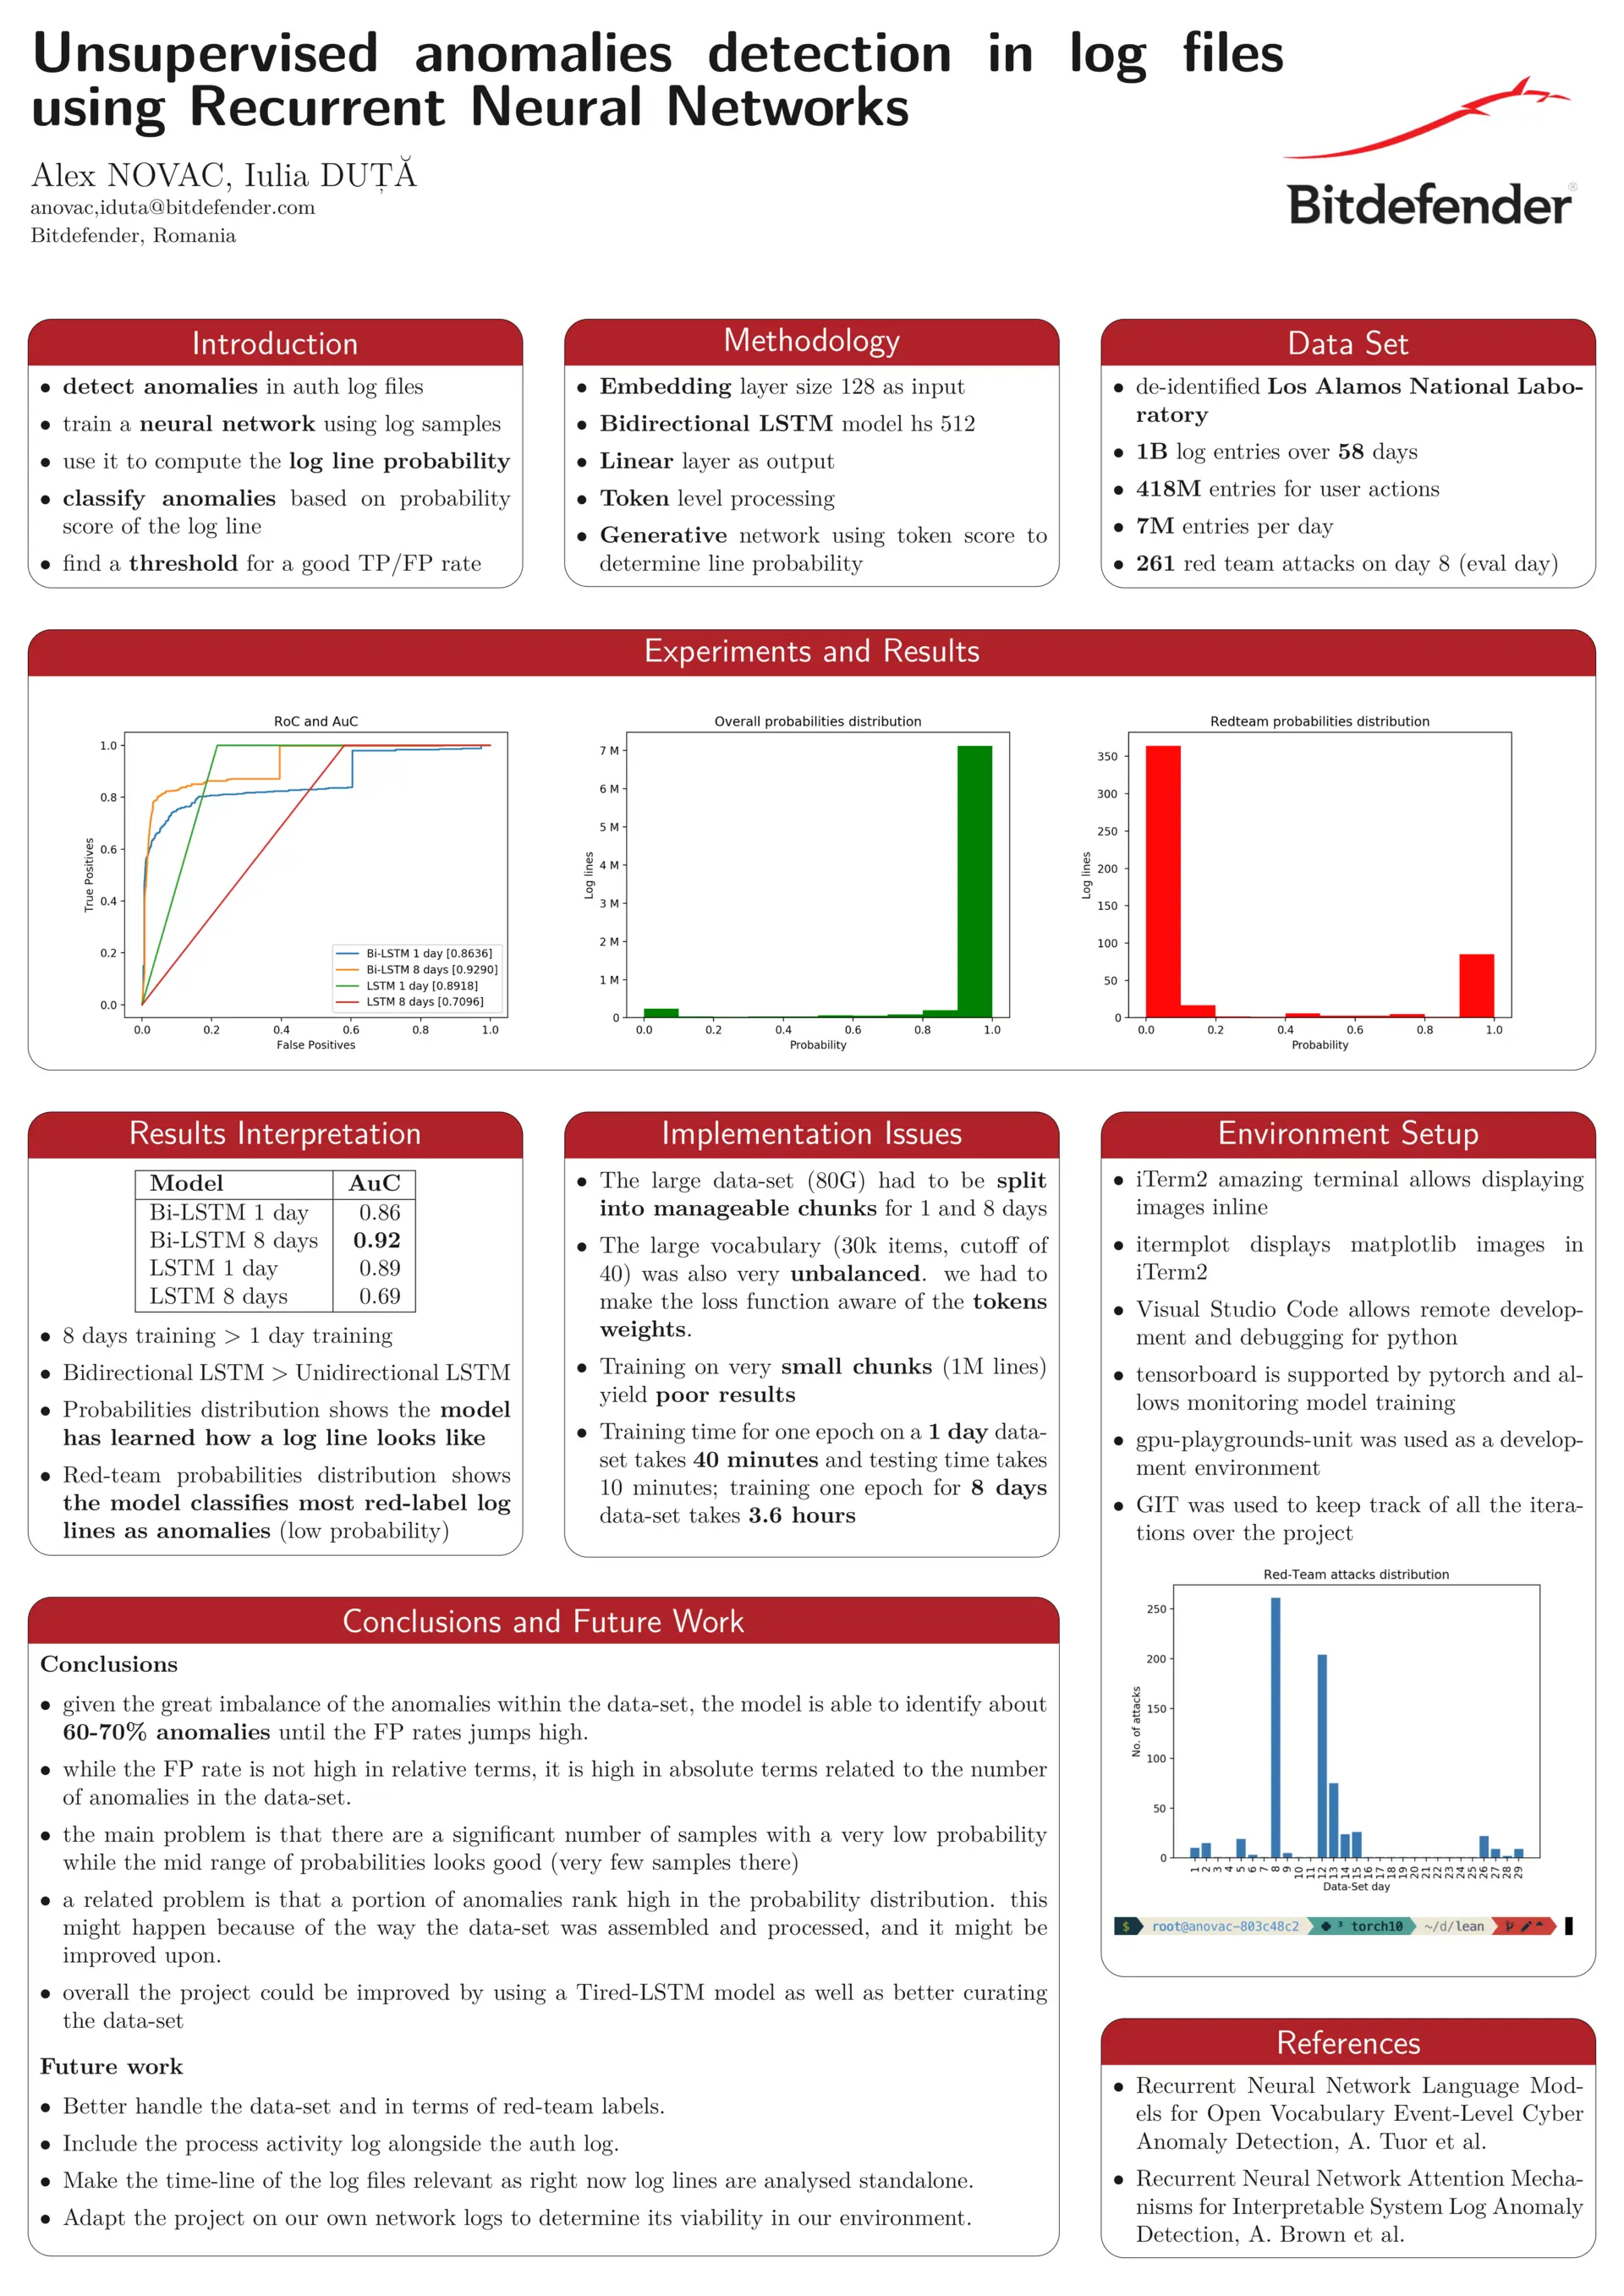 Unsupervised anomalies detection in log files
using Recurrent Neural Networks
Alex NOVAC, Iulia DUȚĂ
anovac,iduta@bitdefender.com
Bitdefender, Romania
Bitdefender®
Introduction
• detect anomalies in auth log files
• train a neural network using log samples
• use it to compute the log line probability
• classify anomalies based on probability
score of the log line
• find a threshold for a good TP/FP rate
Methodology
• Embedding layer size 128 as input
• Bidirectional LSTM model hs 512
• Linear layer as output
• Token level processing
• Generative network using token score to
determine line probability
Data Set
• de-identified Los Alamos National Labo-
ratory
• 1B log entries over 58 days
• 418M entries for user actions
• 7M entries per day
• 261 red team attacks on day 8 (eval day)
Experiments and Results
RoC and AuC
True Positives
1.0
0.8
0.6
0.4
0.2
0.0
Bi-LSTM 1 day [0.8636]
Bi-LSTM 8 days [0.9290]
LSTM 1 day [0.8918]
LSTM 8 days [0.7096]
0.0 0.2 0.4 0.6 0.8 1.0
False Positives
Overall probabilities distribution
Log lines
7 M
6 M
5 M
4 M
3 M
2 M
1 M
0
0.0 0.2 0.4 0.6 0.8 1.0
Probability
Redteam probabilities distribution
Log lines
350
300
250
200
150
100
50
0
0.0 0.2 0.4 0.6 0.8 1.0
Probability
Results Interpretation
Model AuC
Bi-LSTM 1 day 0.86
Bi-LSTM 8 days 0.92
LSTM 1 day 0.89
LSTM 8 days 0.69
• 8 days training > 1 day training
• Bidirectional LSTM > Unidirectional LSTM
• Probabilities distribution shows the model
has learned how a log line looks like
• Red-team probabilities distribution shows
the model classifies most red-label log
lines as anomalies (low probability)
Implementation Issues
• The large data-set (80G) had to be split
into manageable chunks for 1 and 8 days
• The large vocabulary (30k items, cutoff of
40) was also very unbalanced. we had to
make the loss function aware of the tokens
weights.
• Training on very small chunks (1M lines)
yield poor results
• Training time for one epoch on a 1 day data-
set takes 40 minutes and testing time takes
10 minutes; training one epoch for 8 days
data-set takes 3.6 hours
Environment Setup
• iTerm2 amazing terminal allows displaying
images inline
• itermplot displays matplotlib images in
iTerm2
• Visual Studio Code allows remote develop-
ment and debugging for python
• tensorboard is supported by pytorch and al-
lows monitoring model training
• gpu-playgrounds-unit was used as a develop-
ment environment
• GIT was used to keep track of all the itera-
tions over the project
Red-Team attacks distribution
No. of attacks
250
200
150
100
50
0
1 2 3 4 5 6 7 8 9 10 11 12 13 14 15 16 17 18 19 20 21 22 23 24 25 26 27 28 29
Data-Set day
$ root@anovac-803c48c2 ³ torch10 ~/d/lean
Conclusions and Future Work
Conclusions
• given the great imbalance of the anomalies within the data-set, the model is able to identify about
60-70% anomalies until the FP rates jumps high.
• while the FP rate is not high in relative terms, it is high in absolute terms related to the number
of anomalies in the data-set.
• the main problem is that there are a significant number of samples with a very low probability
while the mid range of probabilities looks good (very few samples there)
• a related problem is that a portion of anomalies rank high in the probability distribution. this
might happen because of the way the data-set was assembled and processed, and it might be
improved upon.
• overall the project could be improved by using a Tired-LSTM model as well as better curating
the data-set
Future work
• Better handle the data-set and in terms of red-team labels.
• Include the process activity log alongside the auth log.
• Make the time-line of the log files relevant as right now log lines are analysed standalone.
• Adapt the project on our own network logs to determine its viability in our environment.
References
• Recurrent Neural Network Language Mod-
els for Open Vocabulary Event-Level Cyber
Anomaly Detection, A. Tuor et al.
• Recurrent Neural Network Attention Mecha-
nisms for Interpretable System Log Anomaly
Detection, A. Brown et al.